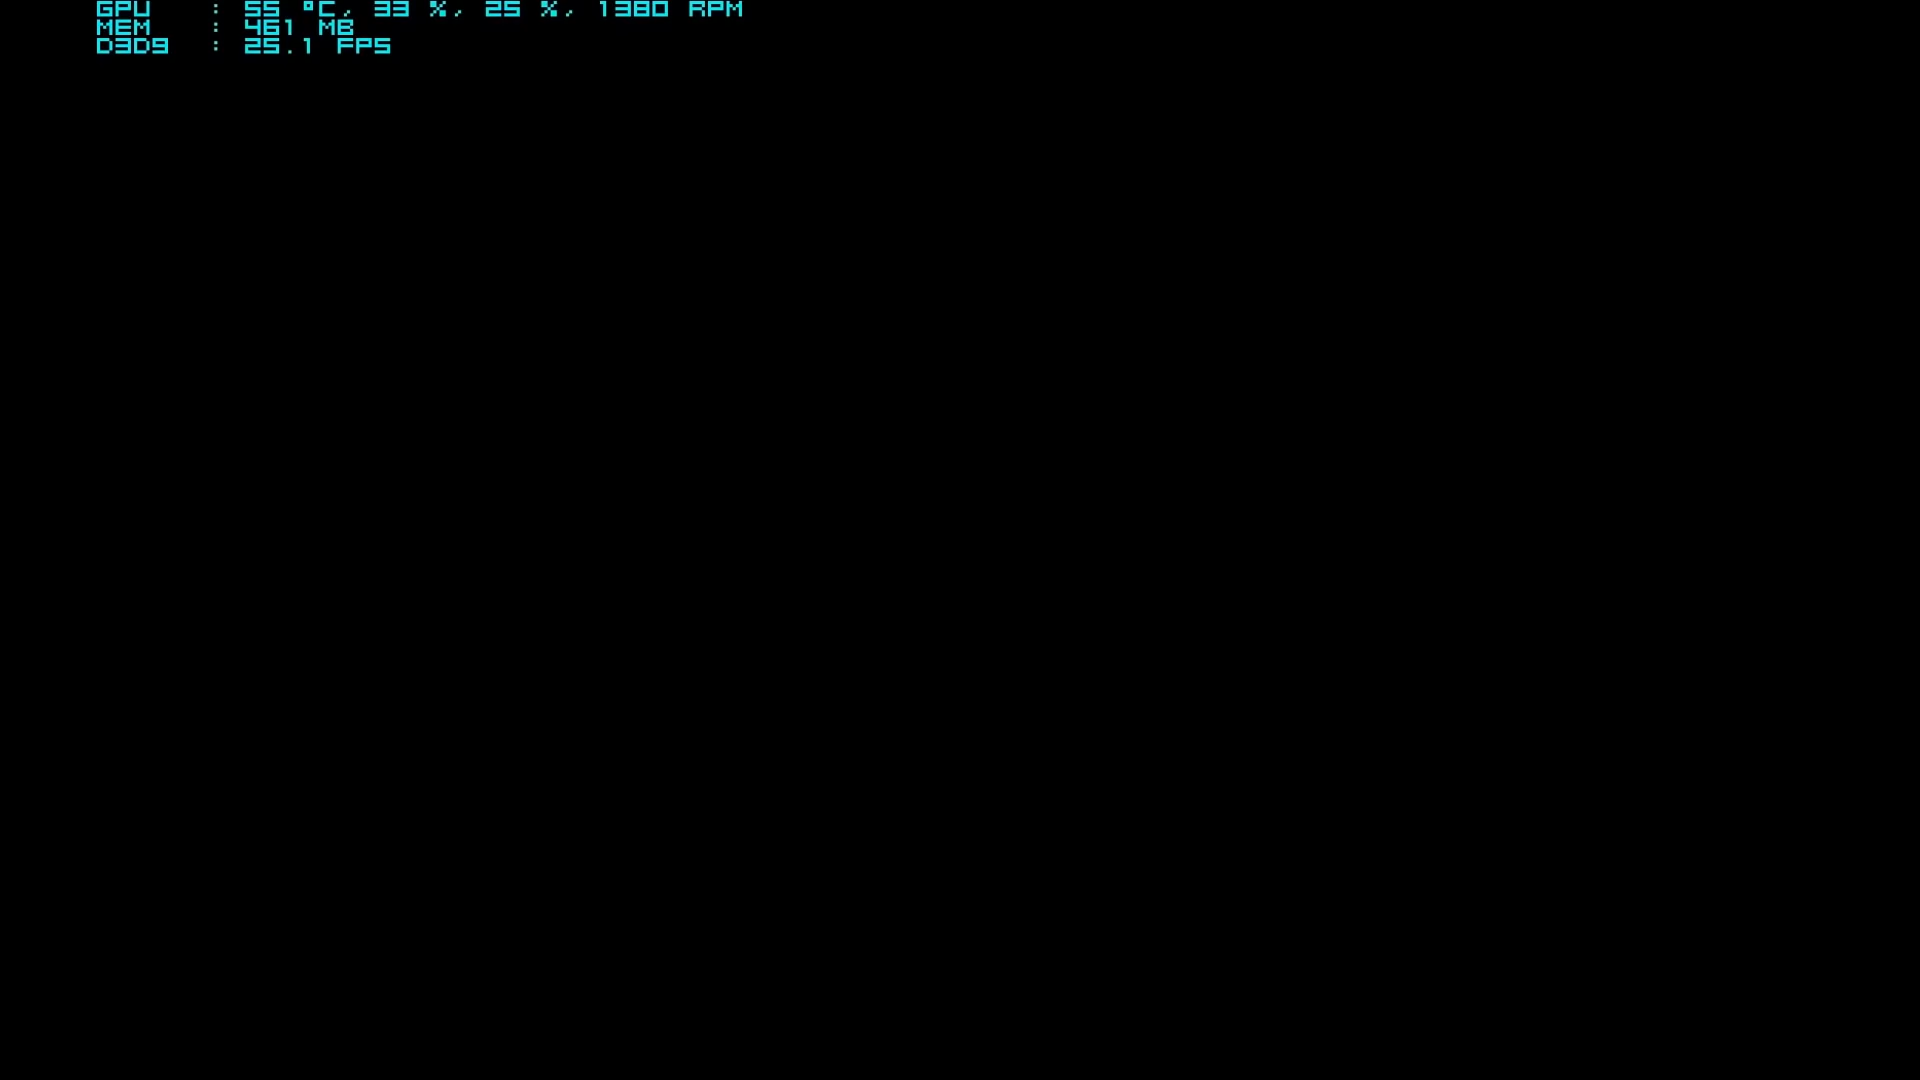 GPU : 55 °C, 33 %, 25 %, 1380 RPM
MEM : 461 MB
D3D9 : 25.1 FPS